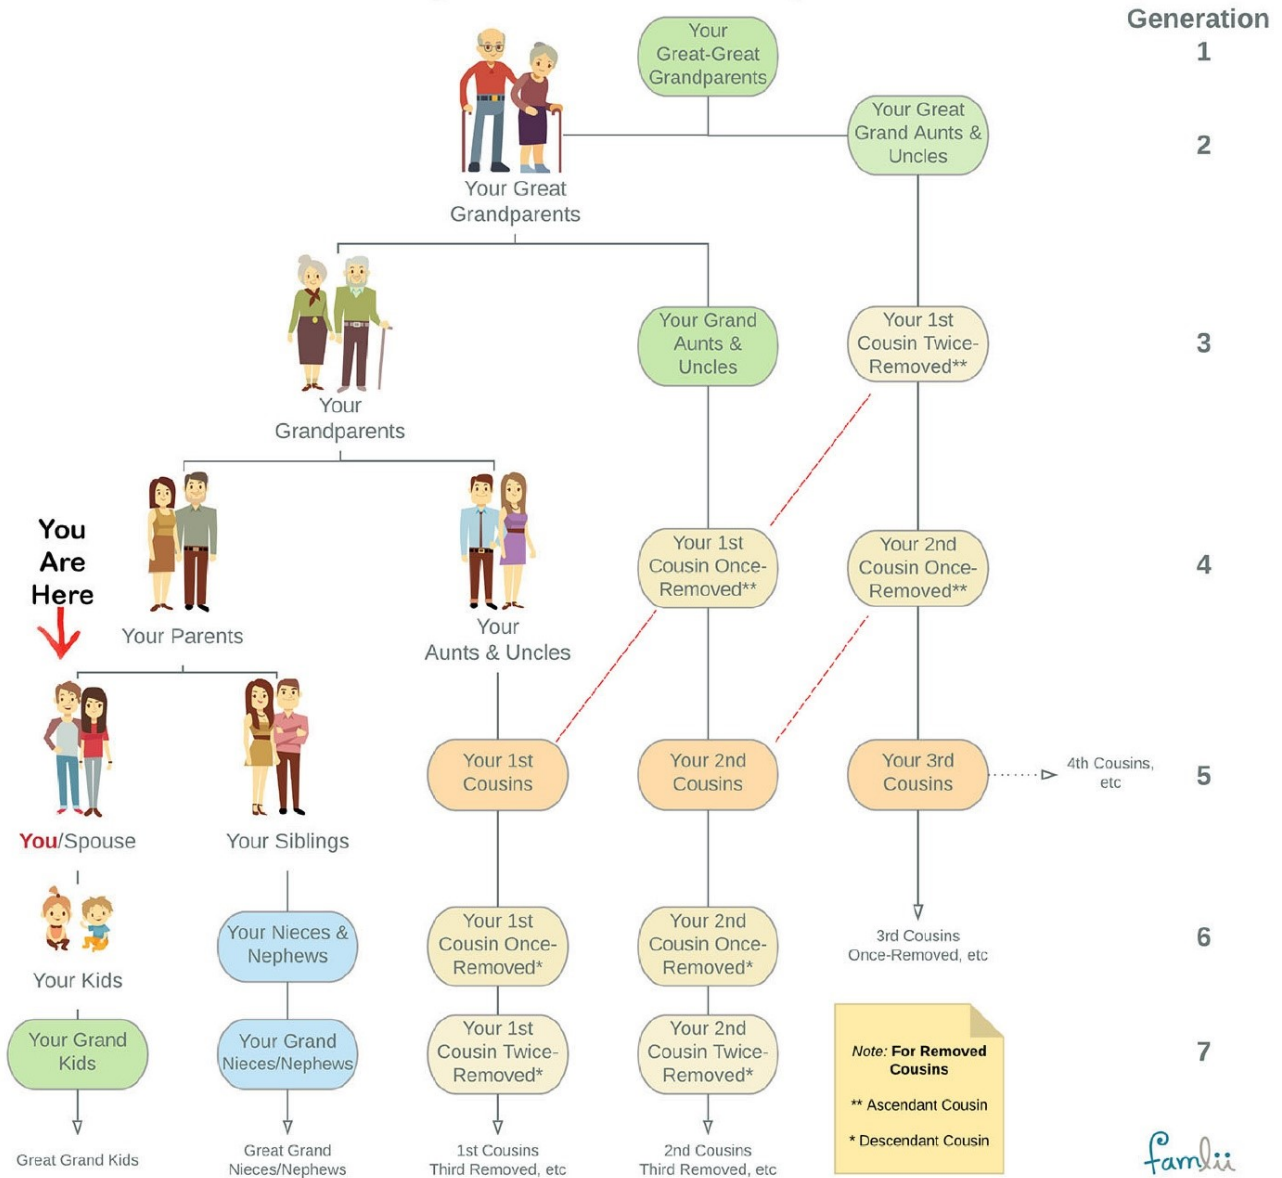 Generation
Your
Great-Great
Grandparents
1
Your Great
Grand Aunts &
Uncles
2
Your Great
Grandparents
Your Grand
Aunts &
Uncles
Your 1st
Cousin Twice-
Removed**
3
Your
Grandparents
You
Are
Here
Your 1st
Cousin Once-
Removed**
Your 2nd
Cousin Once-
Removed**
4
Your Parents
Your
Aunts & Uncles
Your 1st
Cousins
Your 2nd
Cousins
Your 3rd
Cousins
4th Cousins,
etc
5
You/Spouse
Your Siblings
Your Nieces &
Nephews
Your 1st
Cousin Once-
Removed*
Your 2nd
Cousin Once-
Removed*
3rd Cousins
Once-Removed, etc
6
Your Kids
Your Grand
Kids
Your Grand
Nieces/Nephews
Your 1st
Cousin Twice-
Removed*
Your 2nd
Cousin Twice-
Removed*
Note: For Removed
Cousins
** Ascendant Cousin
* Descendant Cousin
7
Great Grand Kids
Great Grand
Nieces/Nephews
1st Cousins
Third Removed, etc
2nd Cousins
Third Removed, etc
famlii